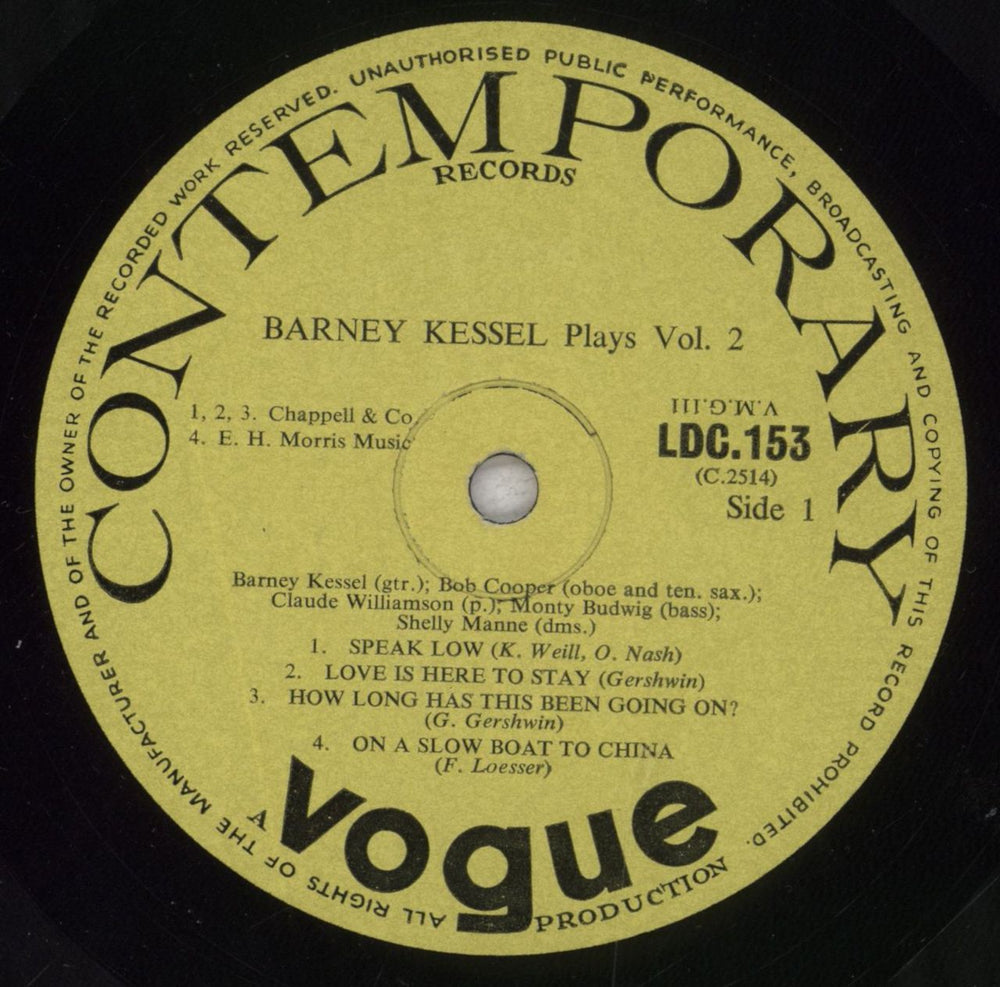 ALL RIGHTS OF THE MANUFACTURER AND OF THE OWNER OF THE RECORDED WORK RESERVED. UNAUTHORISED PUBLIC PERFORMANCE, BROADCASTING AND COPYING OF THIS RECORD PROHIBITED.
CONTEMPORARY
RECORDS
BARNEY KESSEL Plays Vol. 2
1, 2, 3. Chappell & Co.
4. E. H. Morris Music
V.M.G.III
LDC.153
(C.2514)
Side 1
Barney Kessel (gtr.); Bob Cooper (oboe and ten. sax.);
Claude Williamson (p.); Monty Budwig (bass);
Shelly Manne (dms.)
1. SPEAK LOW (K. Weill, O. Nash)
2. LOVE IS HERE TO STAY (Gershwin)
3. HOW LONG HAS THIS BEEN GOING ON?
(G. Gershwin)
4. ON A SLOW BOAT TO CHINA
(F. Loesser)
A vogue
PRODUCTION